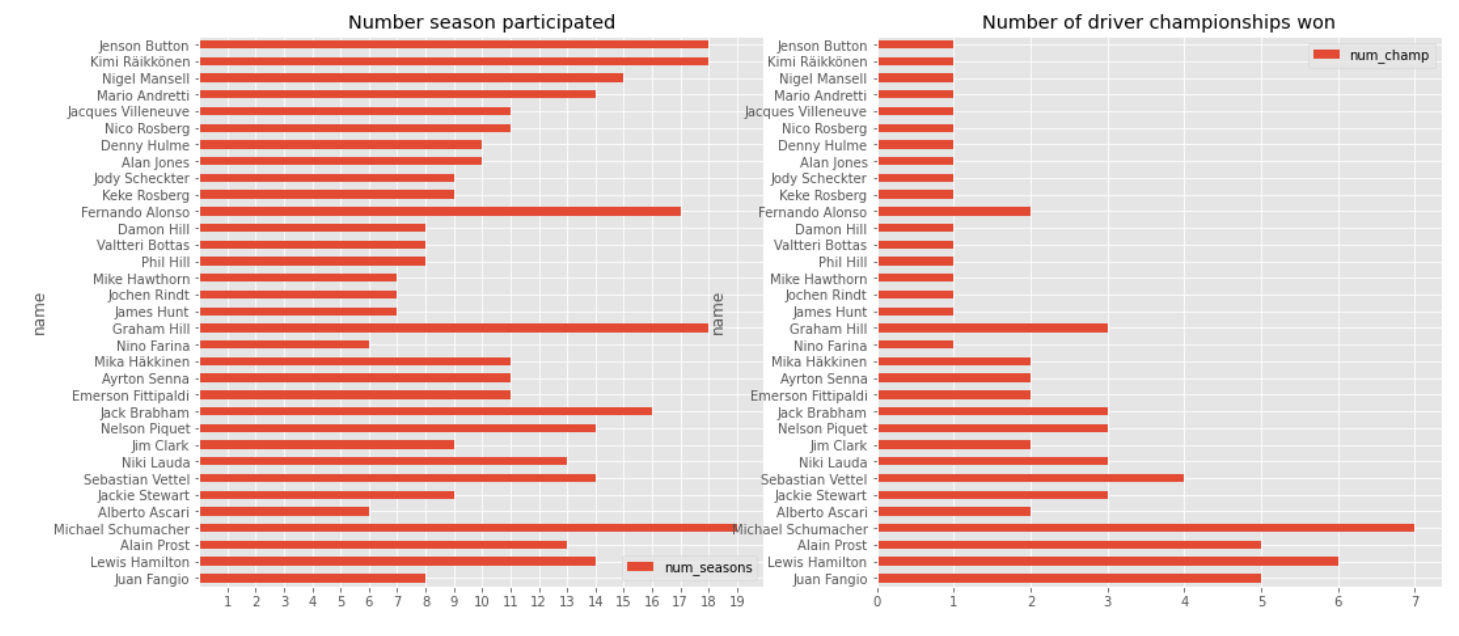 Number season participated
Jenson Button
Kimi Räikkönen
Nigel Mansell
Mario Andretti
Jacques Villeneuve
Nico Rosberg
Denny Hulme
Alan Jones
Jody Scheckter
Keke Rosberg
Fernando Alonso
Damon Hill
Valtteri Bottas
Phil Hill
Mike Hawthorn
Jochen Rindt
James Hunt
Graham Hill
Nino Farina
Mika Häkkinen
Ayrton Senna
Emerson Fittipaldi
Jack Brabham
Nelson Piquet
Jim Clark
Niki Lauda
Sebastian Vettel
Jackie Stewart
Alberto Ascari
Michael Schumacher
Alain Prost
Lewis Hamilton
Juan Fangio
name
num_seasons
1 2 3 4 5 6 7 8 9 10 11 12 13 14 15 16 17 18 19
Number of driver championships won
Jenson Button
Kimi Räikkönen
Nigel Mansell
Mario Andretti
Jacques Villeneuve
Nico Rosberg
Denny Hulme
Alan Jones
Jody Scheckter
Keke Rosberg
Fernando Alonso
Damon Hill
Valtteri Bottas
Phil Hill
Mike Hawthorn
Jochen Rindt
James Hunt
Graham Hill
Nino Farina
Mika Häkkinen
Ayrton Senna
Emerson Fittipaldi
Jack Brabham
Nelson Piquet
Jim Clark
Niki Lauda
Sebastian Vettel
Jackie Stewart
Alberto Ascari
Michael Schumacher
Alain Prost
Lewis Hamilton
Juan Fangio
name
num_champ
0 1 2 3 4 5 6 7